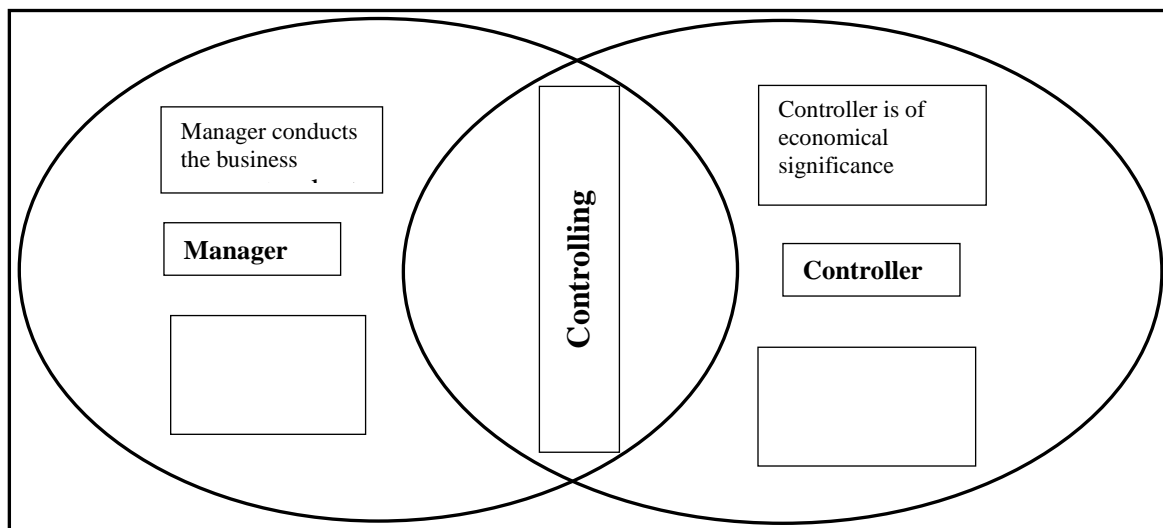 Manager conducts
the business
Manager
Controlling
Controller is of
economical
significance
Controller